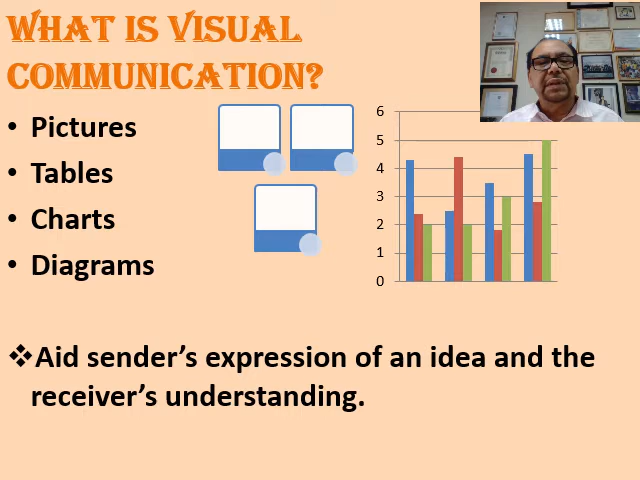 WHAT IS VISUAL
COMMUNICATION?
• Pictures
• Tables
• Charts
• Diagrams
6
5
4
3
2
1
0
❖Aid sender's expression of an idea and the
receiver's understanding.